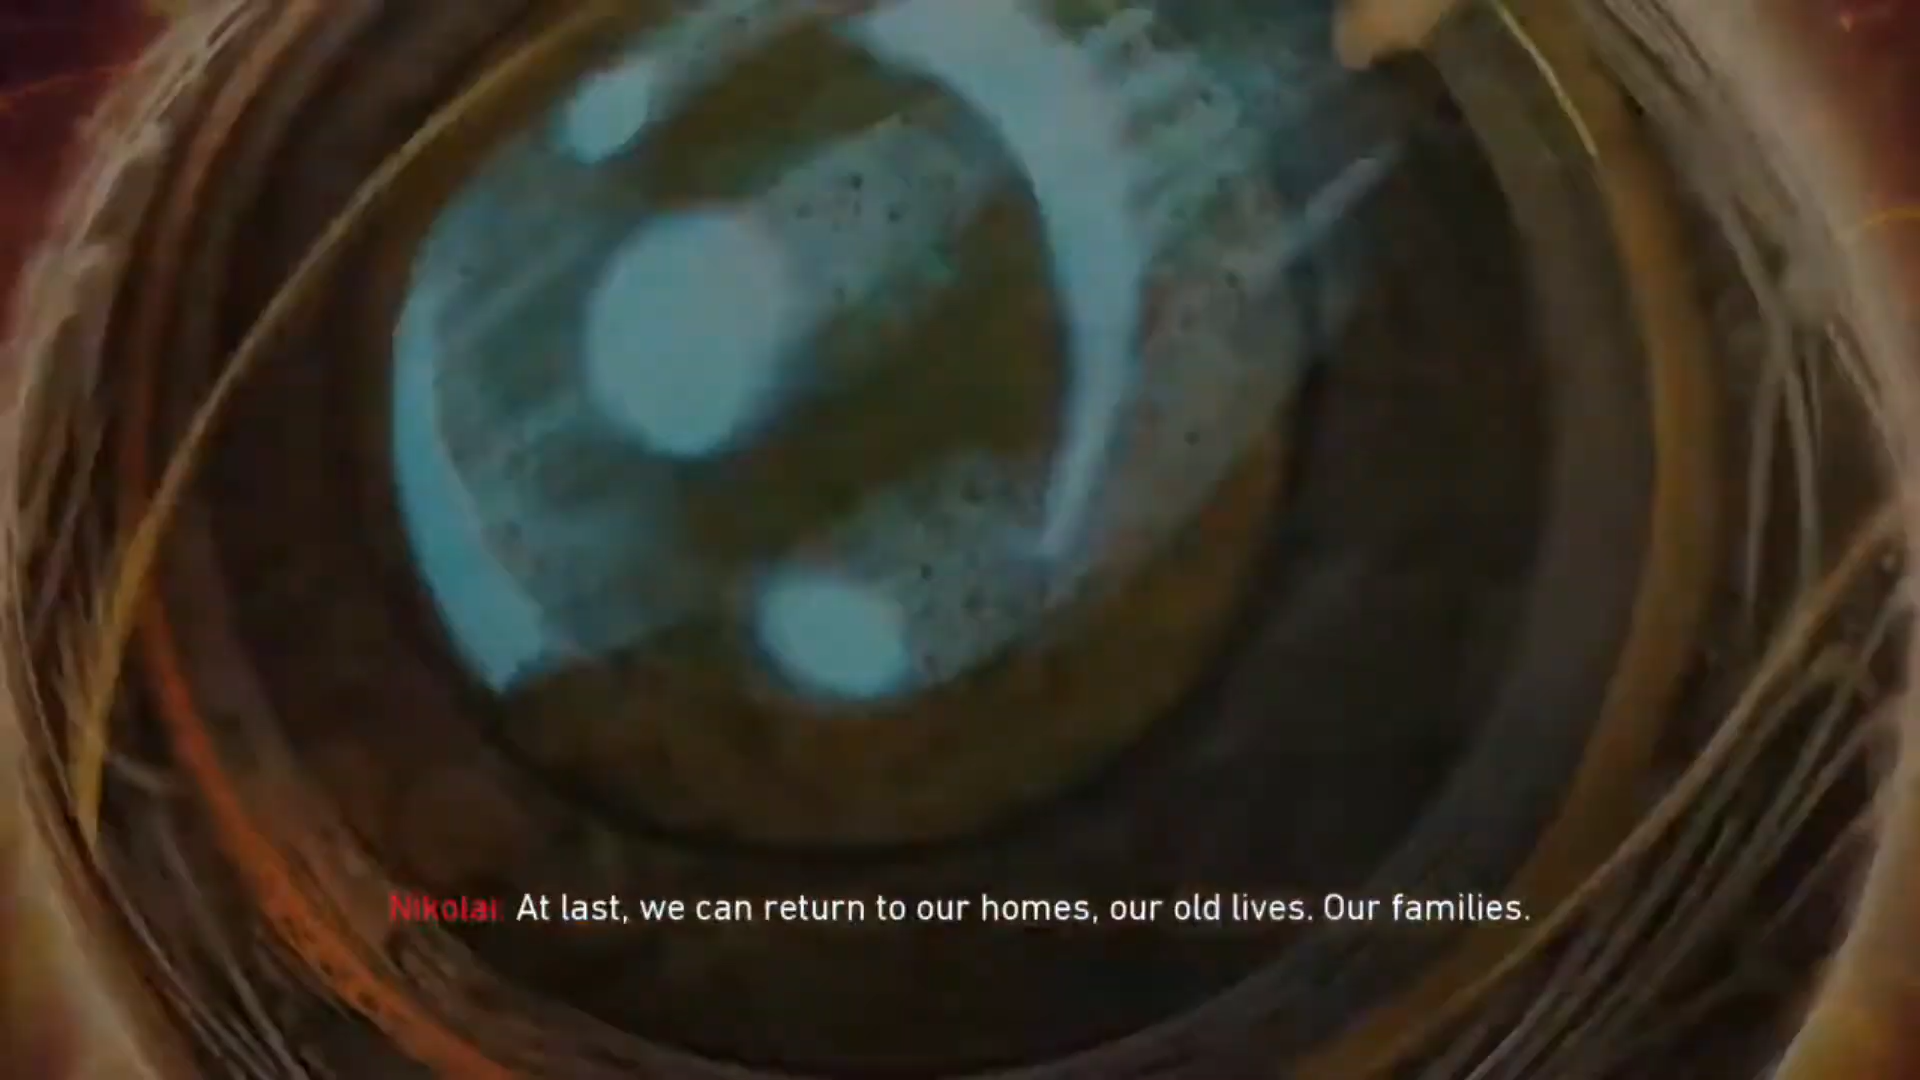 Nikolai: At last, we can return to our homes, our old lives. Our families.